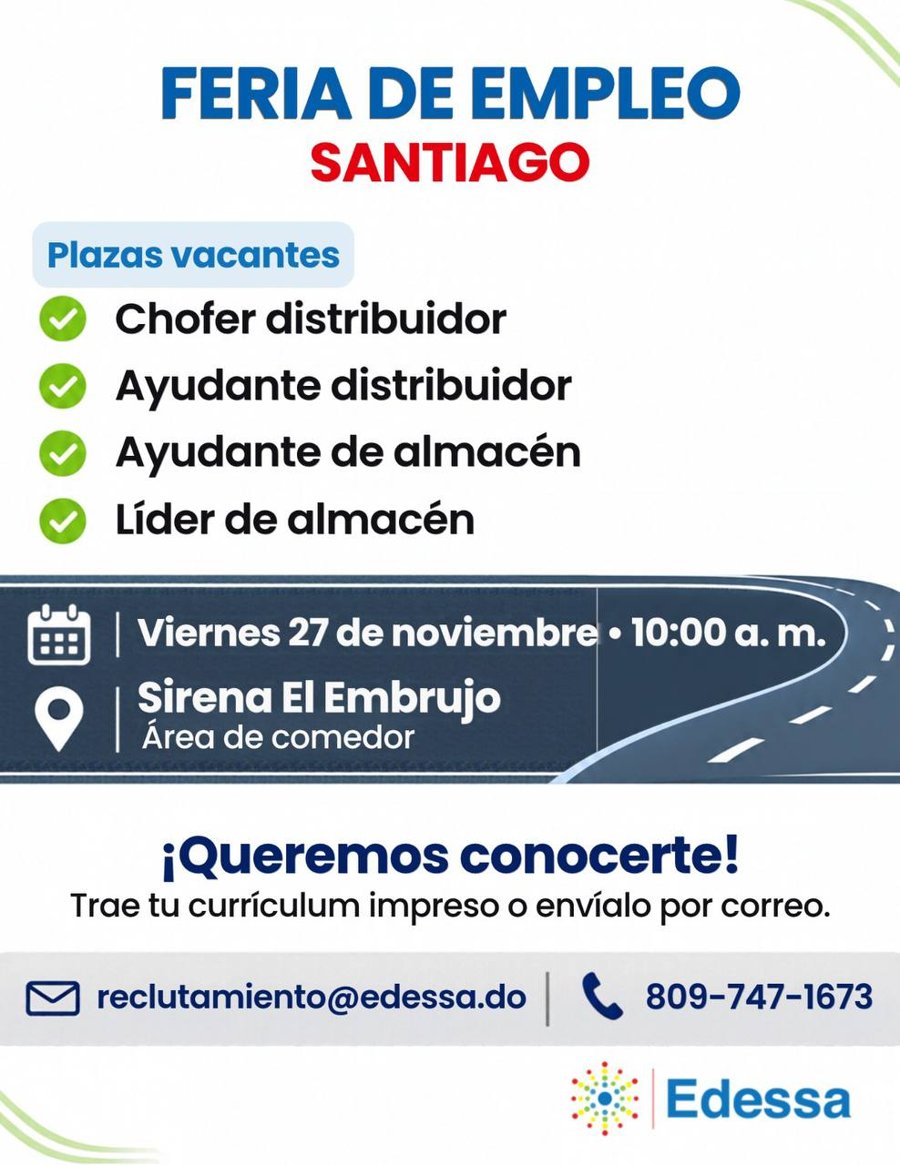 FERIA DE EMPLEO
SANTIAGO
Plazas vacantes
Chofer distribuidor
Ayudante distribuidor
Ayudante de almacén
Líder de almacén
Viernes 27 de noviembre • 10:00 a. m.
Sirena El Embrujo
Área de comedor
¡Queremos conocerte!
Trae tu currículum impreso o envíalo por correo.
reclutamiento@edessa.do
809-747-1673
Edessa